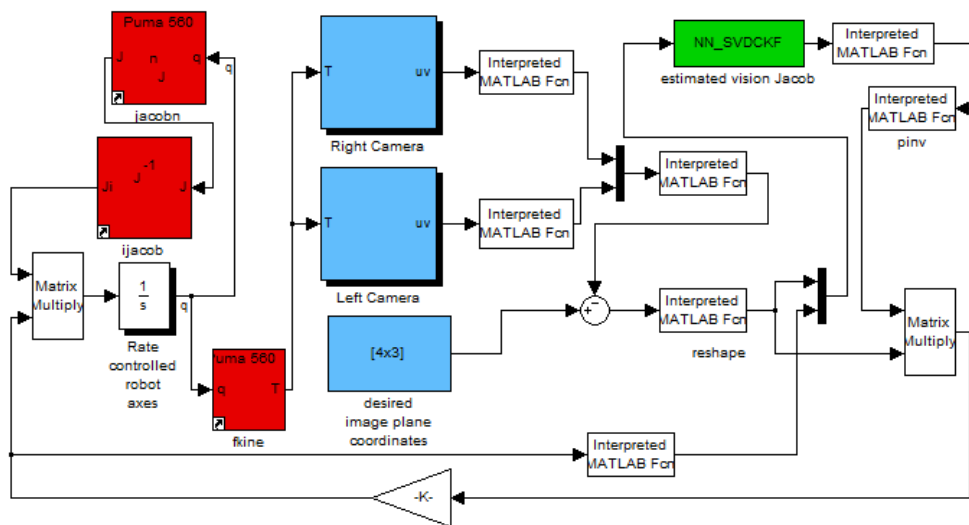 Puma 560
J
n
J
q
q
jacobn
Ji
J
-1
J
ijacob
Matrix
Multiply
1
s
q
Rate
controlled
robot
axes
Puma 560
q
T
fkine
T
uv
Right Camera
T
uv
Left Camera
[4x3]
desired
image plane
coordinates
Interpreted
MATLAB Fcn
Interpreted
MATLAB Fcn
Interpreted
MATLAB Fcn
+
−
Interpreted
MATLAB Fcn
reshape
NN_SVDCKF
estimated vision Jacob
Interpreted
MATLAB Fcn
Interpreted
MATLAB Fcn
pinv
Matrix
Multiply
Interpreted
MATLAB Fcn
-K-